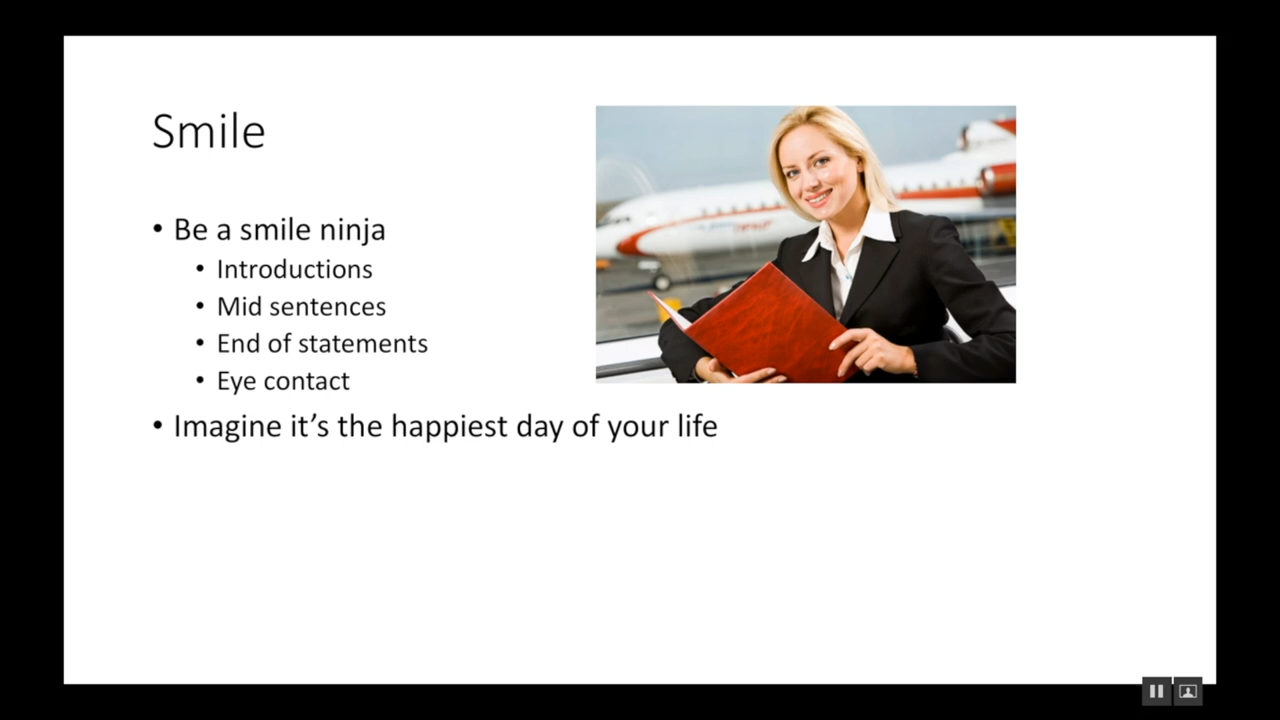 Smile
• Be a smile ninja
• Introductions
• Mid sentences
• End of statements
• Eye contact
• Imagine it’s the happiest day of your life